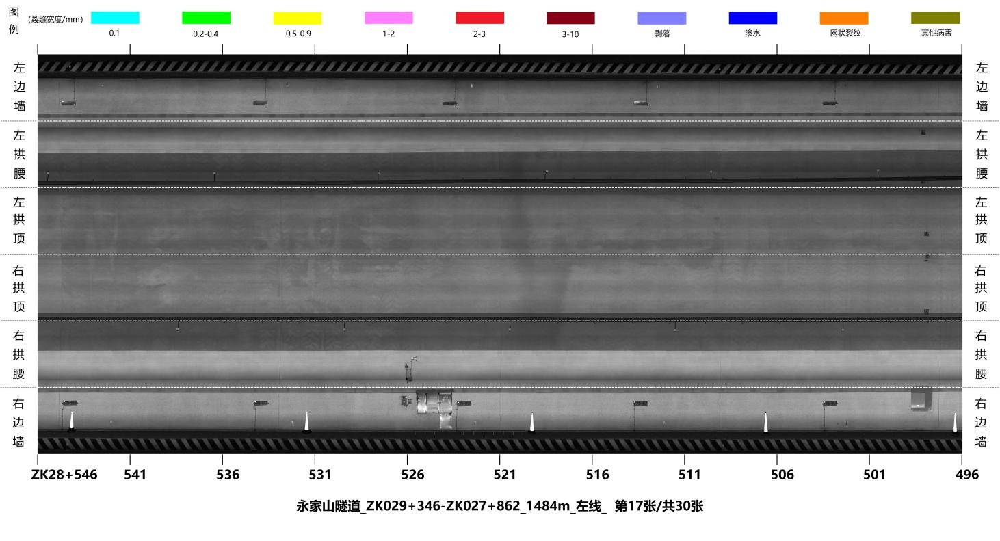 图例 (裂缝宽度/mm) 0.1 0.2-0.4 0.5-0.9 1-2 2-3 3-10 剥落 渗水 网状裂纹 其他病害
左边墙 左边墙
左拱腰 左拱腰
左拱顶 左拱顶
右拱顶 右拱顶
右拱腰 右拱腰
右边墙 右边墙
ZK28+546 541 536 531 526 521 516 511 506 501 496
永家山隧道_ZK029+346-ZK027+862_1484m_左线_ 第17张/共30张